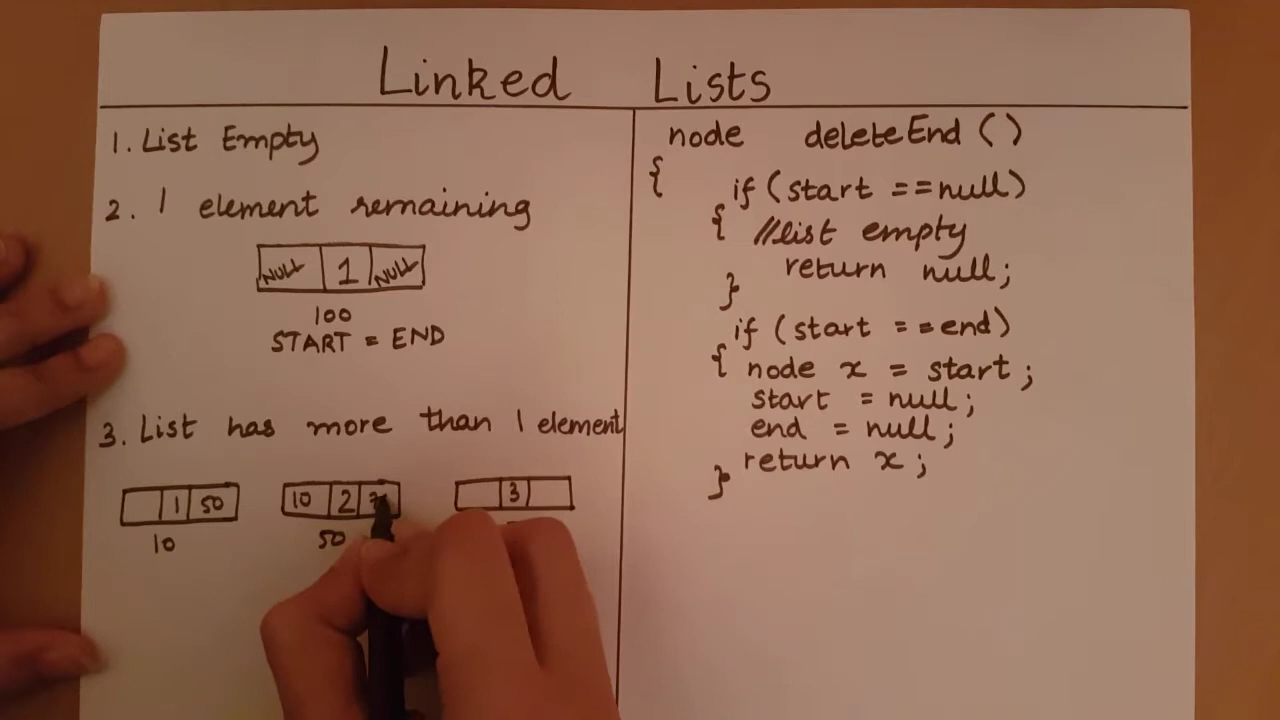 Linked Lists
1. List Empty
2. 1 element remaining
NULL 1 NULL
100
START = END
3. List has more than 1 element
1 50
10
10 2
50
3
node deleteEnd ()
{
if (start == null)
{ //list empty
return null;
}
if (start == end)
{ node x = start;
start = null;
end = null;
return x;
}